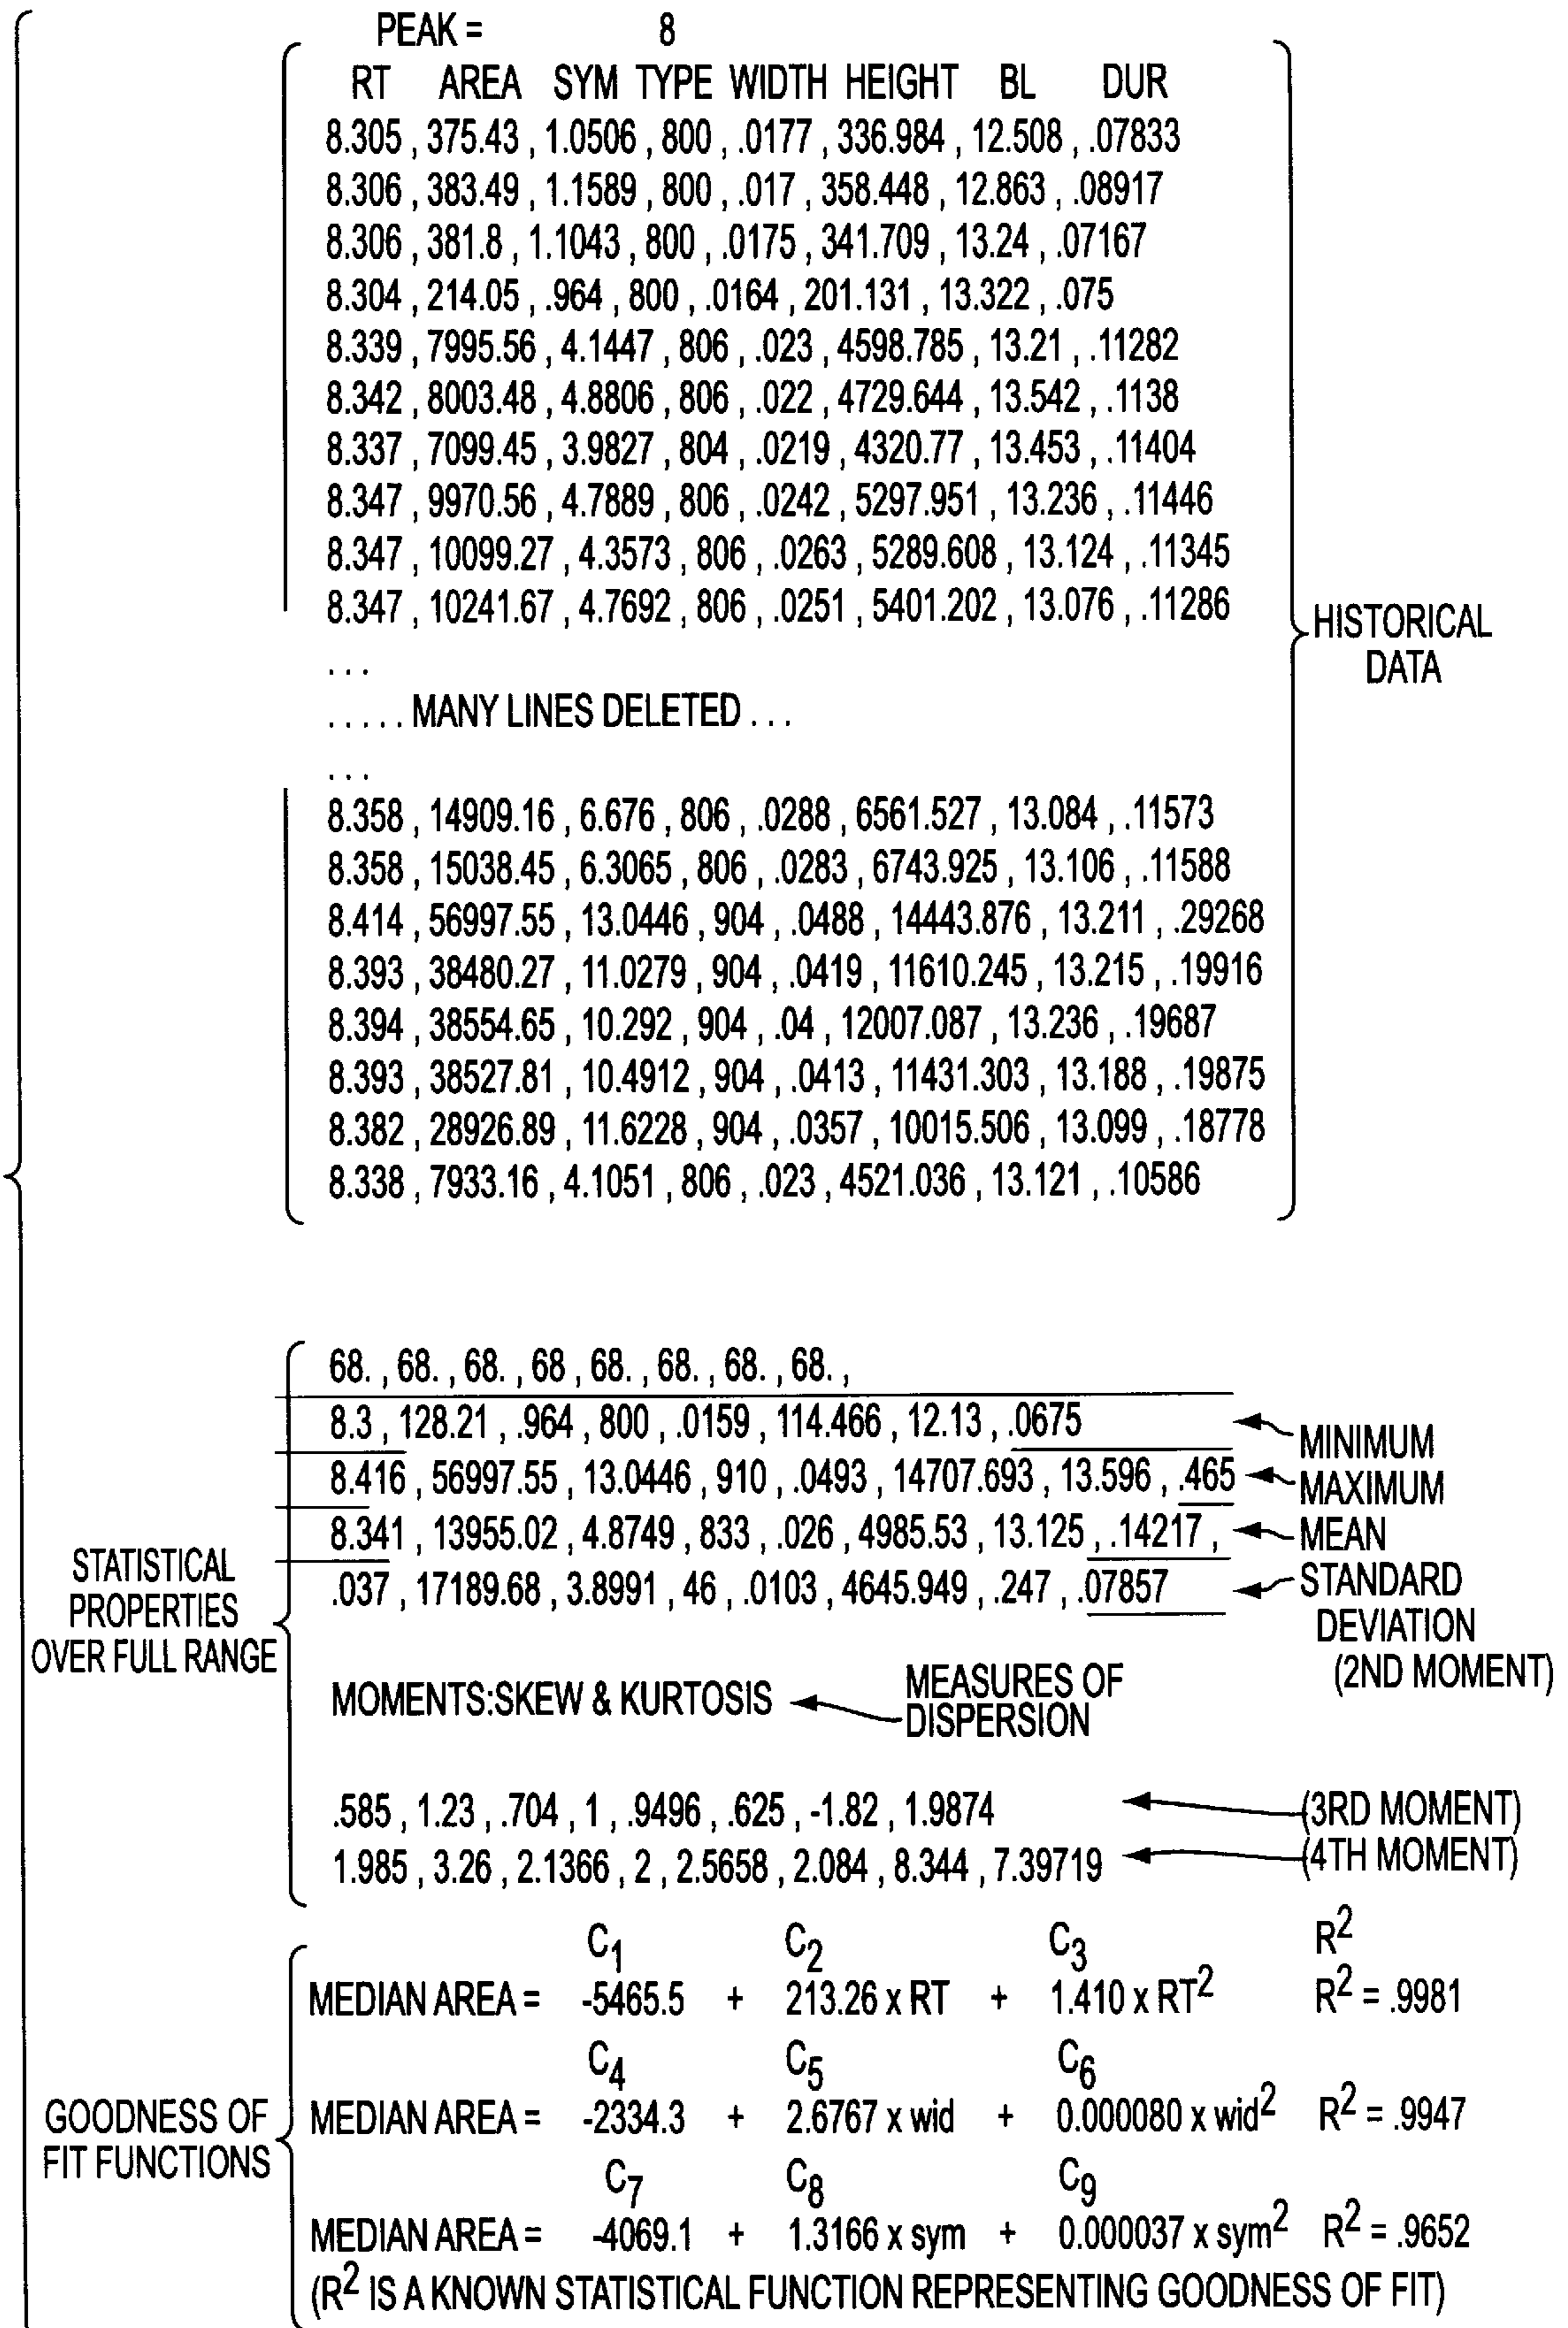 PEAK = 8
RT AREA SYM TYPE WIDTH HEIGHT BL DUR
8.305 , 375.43 , 1.0506 , 800 , .0177 , 336.984 , 12.508 , .07833
8.306 , 383.49 , 1.1589 , 800 , .017 , 358.448 , 12.863 , .08917
8.306 , 381.8 , 1.1043 , 800 , .0175 , 341.709 , 13.24 , .07167
8.304 , 214.05 , .964 , 800 , .0164 , 201.131 , 13.322 , .075
8.339 , 7995.56 , 4.1447 , 806 , .023 , 4598.785 , 13.21 , .11282
8.342 , 8003.48 , 4.8806 , 806 , .022 , 4729.644 , 13.542 , .1138
8.337 , 7099.45 , 3.9827 , 804 , .0219 , 4320.77 , 13.453 , .11404
8.347 , 9970.56 , 4.7889 , 806 , .0242 , 5297.951 , 13.236 , .11446
8.347 , 10099.27 , 4.3573 , 806 , .0263 , 5289.608 , 13.124 , .11345
8.347 , 10241.67 , 4.7692 , 806 , .0251 , 5401.202 , 13.076 , .11286
HISTORICAL
DATA
. . .
. . . . . MANY LINES DELETED . . .
. . .
8.358 , 14909.16 , 6.676 , 806 , .0288 , 6561.527 , 13.084 , .11573
8.358 , 15038.45 , 6.3065 , 806 , .0283 , 6743.925 , 13.106 , .11588
8.414 , 56997.55 , 13.0446 , 904 , .0488 , 14443.876 , 13.211 , .29268
8.393 , 38480.27 , 11.0279 , 904 , .0419 , 11610.245 , 13.215 , .19916
8.394 , 38554.65 , 10.292 , 904 , .04 , 12007.087 , 13.236 , .19687
8.393 , 38527.81 , 10.4912 , 904 , .0413 , 11431.303 , 13.188 , .19875
8.382 , 28926.89 , 11.6228 , 904 , .0357 , 10015.506 , 13.099 , .18778
8.338 , 7933.16 , 4.1051 , 806 , .023 , 4521.036 , 13.121 , .10586
68. , 68. , 68. , 68 , 68. , 68. , 68. , 68. ,
8.3 , 128.21 , .964 , 800 , .0159 , 114.466 , 12.13 , .0675
MINIMUM
8.416 , 56997.55 , 13.0446 , 910 , .0493 , 14707.693 , 13.596 , .465
MAXIMUM
8.341 , 13955.02 , 4.8749 , 833 , .026 , 4985.53 , 13.125 , .14217 ,
MEAN
.037 , 17189.68 , 3.8991 , 46 , .0103 , 4645.949 , .247 , .07857
STANDARD
DEVIATION
(2ND MOMENT)
STATISTICAL
PROPERTIES
OVER FULL RANGE
MOMENTS:SKEW & KURTOSIS
MEASURES OF
DISPERSION
.585 , 1.23 , .704 , 1 , .9496 , .625 , -1.82 , 1.9874
(3RD MOMENT)
1.985 , 3.26 , 2.1366 , 2 , 2.5658 , 2.084 , 8.344 , 7.39719
(4TH MOMENT)
C1 C2 C3 R²
MEDIAN AREA = -5465.5 + 213.26 x RT + 1.410 x RT² R² = .9981
C4 C5 C6
GOODNESS OF
FIT FUNCTIONS
MEDIAN AREA = -2334.3 + 2.6767 x wid + 0.000080 x wid² R² = .9947
C7 C8 C9
MEDIAN AREA = -4069.1 + 1.3166 x sym + 0.000037 x sym² R² = .9652
(R² IS A KNOWN STATISTICAL FUNCTION REPRESENTING GOODNESS OF FIT)